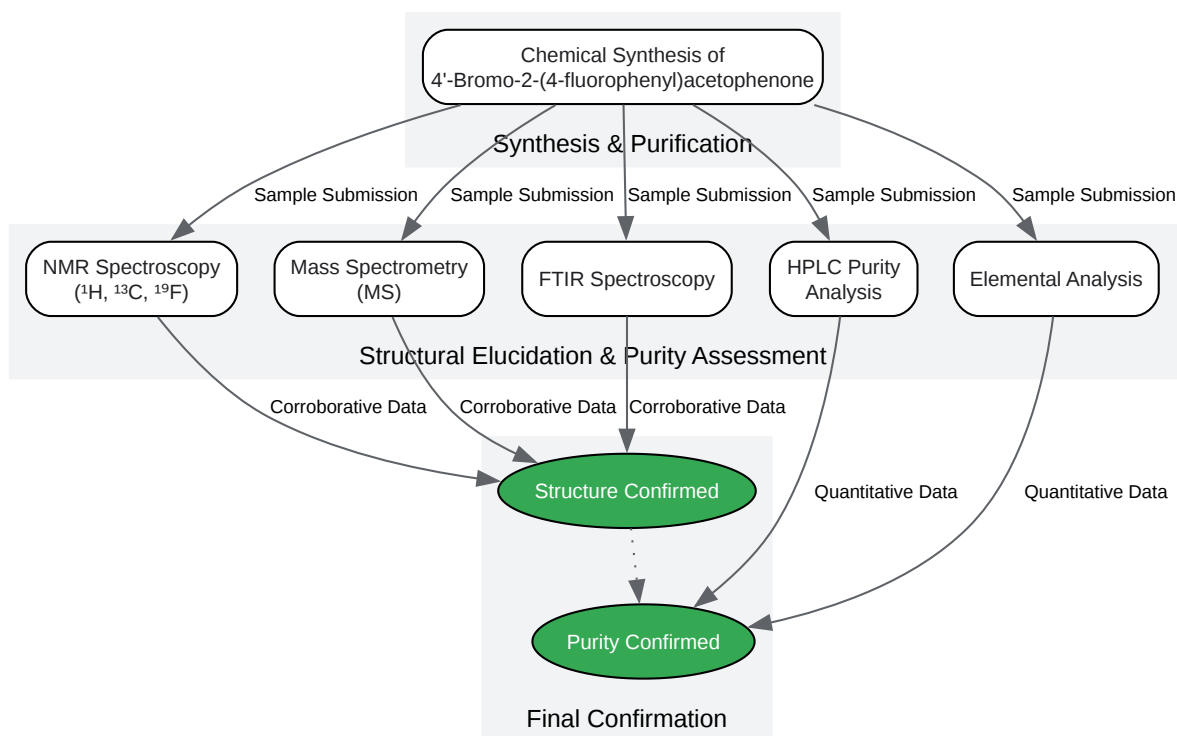 Chemical Synthesis of
4'-Bromo-2-(4-fluorophenyl)acetophenone
Synthesis & Purification
Sample Submission
Sample Submission
Sample Submission
Sample Submission
Sample Submission
NMR Spectroscopy
(¹H, ¹³C, ¹⁹F)
Mass Spectrometry
(MS)
FTIR Spectroscopy
HPLC Purity
Analysis
Elemental Analysis
Structural Elucidation & Purity Assessment
Corroborative Data
Corroborative Data
Corroborative Data
Structure Confirmed
Quantitative Data
Quantitative Data
Purity Confirmed
Final Confirmation